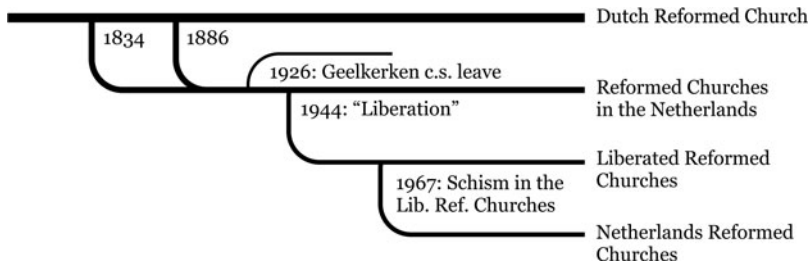 Dutch Reformed Church
1834
1886
1926: Geelkerken c.s. leave
Reformed Churches
in the Netherlands
1944: “Liberation”
Liberated Reformed
Churches
1967: Schism in the
Lib. Ref. Churches
Netherlands Reformed
Churches